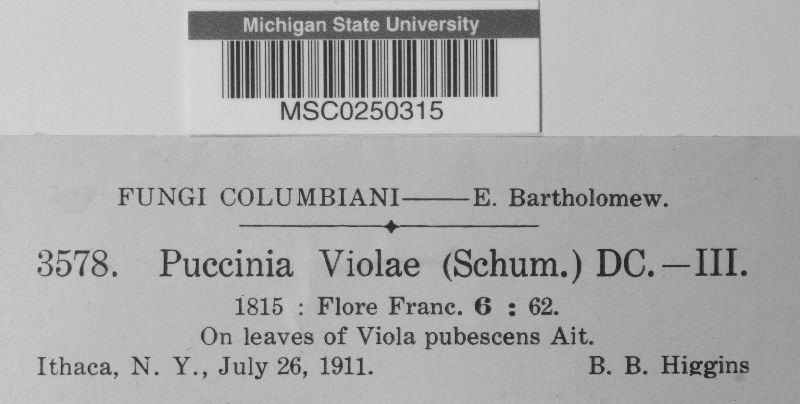 Michigan State University
MSC0250315
FUNGI COLUMBIANI—E. Bartholomew.
3578. Puccinia Violae (Schum.) DC.—III.
1815 : Flore Franc. 6 : 62.
On leaves of Viola pubescens Ait.
Ithaca, N. Y., July 26, 1911. B. B. Higgins